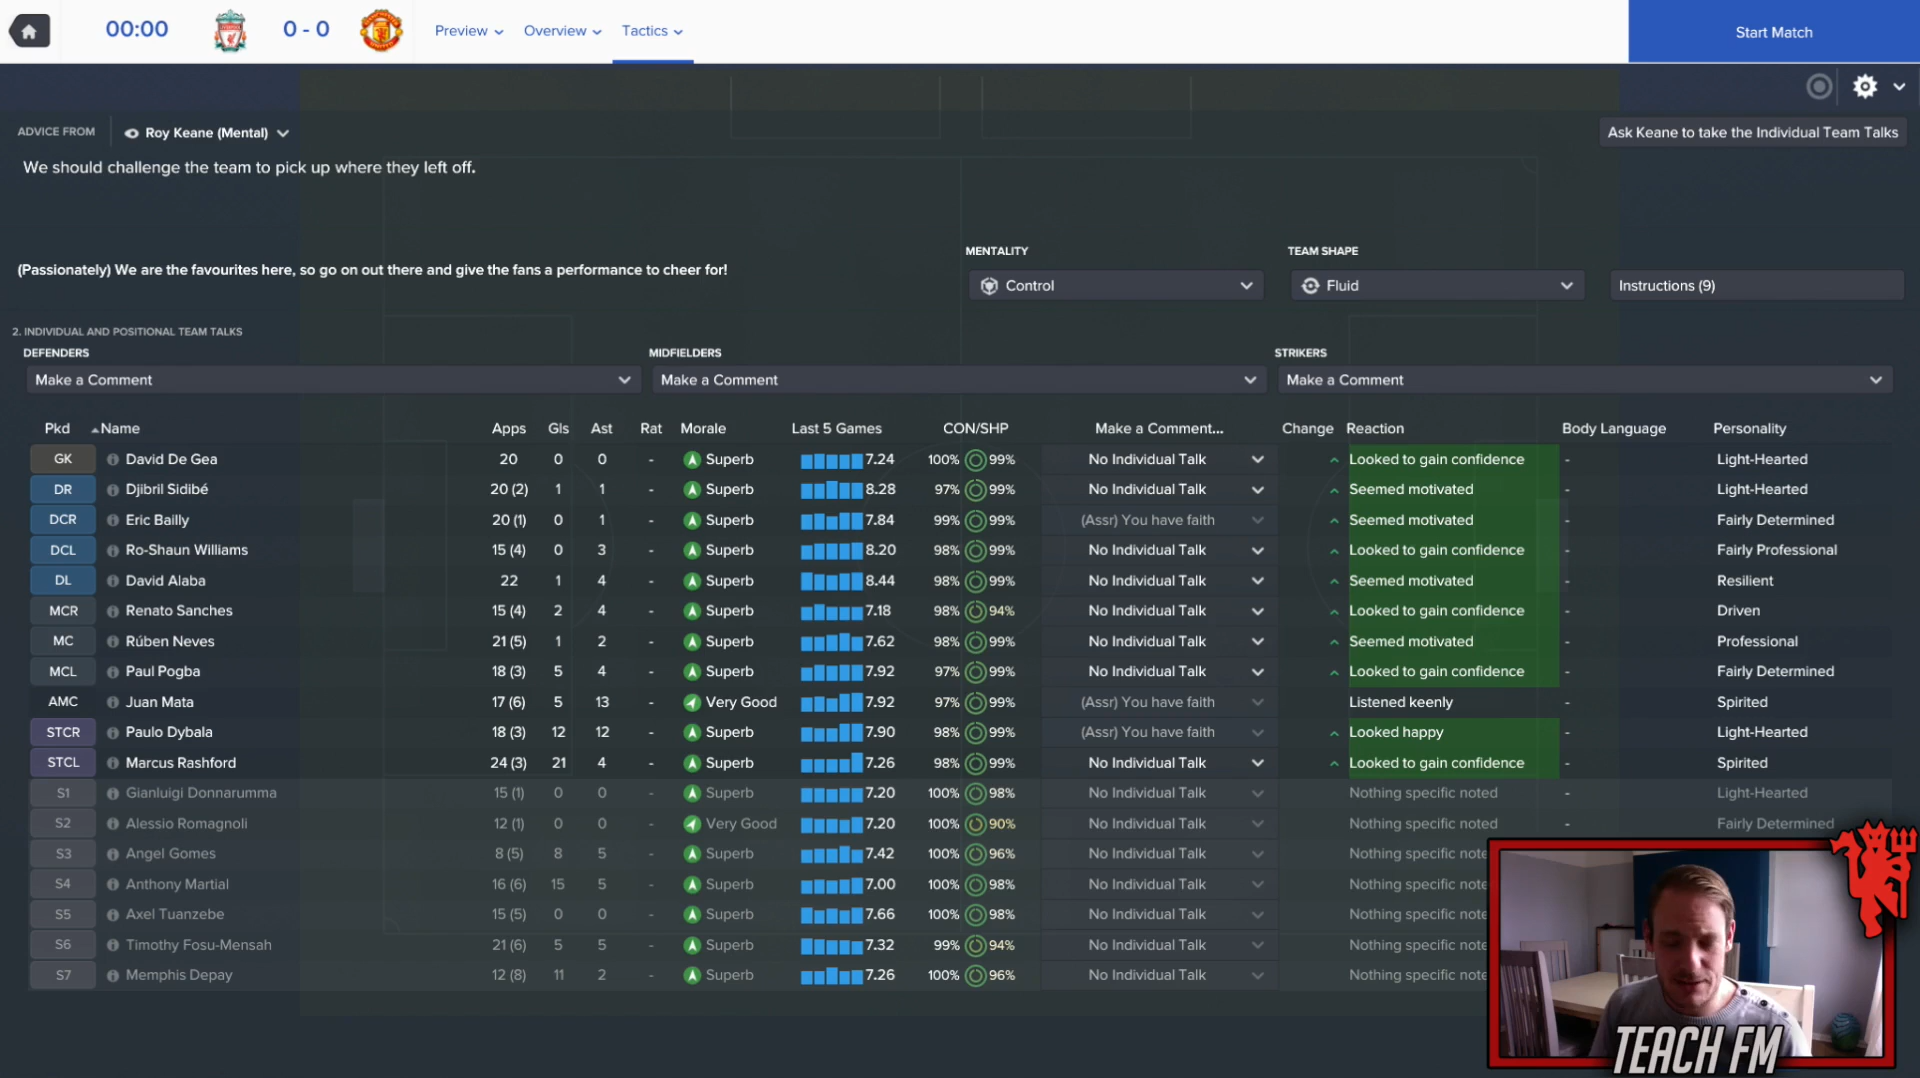 00:00 0 - 0 Preview Overview Tactics Start Match
ADVICE FROM Roy Keane (Mental) Ask Keane to take the Individual Team Talks
We should challenge the team to pick up where they left off.
MENTALITY TEAM SHAPE
(Passionately) We are the favourites here, so go on out there and give the fans a performance to cheer for!
Control Fluid Instructions (9)
2. INDIVIDUAL AND POSITIONAL TEAM TALKS
DEFENDERS MIDFIELDERS STRIKERS
Make a Comment Make a Comment Make a Comment
Pkd Name Apps Gls Ast Rat Morale Last 5 Games CON/SHP Make a Comment... Change Reaction Body Language Personality
GK David De Gea 20 0 0 - Superb 7.24 100% 99% No Individual Talk Looked to gain confidence - Light-Hearted
DR Djibril Sidibé 20 (2) 1 1 - Superb 8.28 97% 99% No Individual Talk Seemed motivated - Light-Hearted
DCR Eric Bailly 20 (1) 0 1 - Superb 7.84 99% 99% (Assr) You have faith Seemed motivated - Fairly Determined
DCL Ro-Shaun Williams 15 (4) 0 3 - Superb 8.20 98% 99% No Individual Talk Looked to gain confidence - Fairly Professional
DL David Alaba 22 1 4 - Superb 8.44 98% 99% No Individual Talk Seemed motivated - Resilient
MCR Renato Sanches 15 (4) 2 4 - Superb 7.18 98% 94% No Individual Talk Looked to gain confidence - Driven
MC Rúben Neves 21 (5) 1 2 - Superb 7.62 98% 99% No Individual Talk Seemed motivated - Professional
MCL Paul Pogba 18 (3) 5 4 - Superb 7.92 97% 99% No Individual Talk Looked to gain confidence - Fairly Determined
AMC Juan Mata 17 (6) 5 13 - Very Good 7.92 97% 99% (Assr) You have faith Listened keenly - Spirited
STCR Paulo Dybala 18 (3) 12 12 - Superb 7.90 98% 99% (Assr) You have faith Looked happy - Light-Hearted
STCL Marcus Rashford 24 (3) 21 4 - Superb 7.26 98% 99% No Individual Talk Looked to gain confidence - Spirited
S1 Gianluigi Donnarumma 15 (1) 0 0 - Superb 7.20 100% 98% No Individual Talk Nothing specific noted - Light-Hearted
S2 Alessio Romagnoli 12 (1) 0 0 - Very Good 7.20 100% 90% No Individual Talk Nothing specific noted - Fairly Determined
S3 Angel Gomes 8 (5) 8 5 - Superb 7.42 100% 96% No Individual Talk Nothing specific note
S4 Anthony Martial 16 (6) 15 5 - Superb 7.00 100% 98% No Individual Talk Nothing specific note
S5 Axel Tuanzebe 15 (5) 0 0 - Superb 7.66 100% 98% No Individual Talk Nothing specific note
S6 Timothy Fosu-Mensah 21 (6) 5 5 - Superb 7.32 99% 94% No Individual Talk Nothing specific note
S7 Memphis Depay 12 (8) 11 2 - Superb 7.26 100% 96% No Individual Talk Nothing specific note
TEACH FM